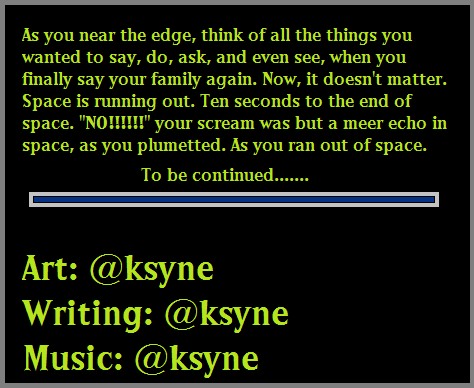 As you near the edge, think of all the things you
wanted to say, do, ask, and even see, when you
finally say your family again. Now, it doesn't matter.
Space is running out. Ten seconds to the end of
space. "NO!!!!!!" your scream was but a meer echo in
space, as you plumetted. As you ran out of space.
To be continued.......
Art: @ksyne
Writing: @ksyne
Music: @ksyne